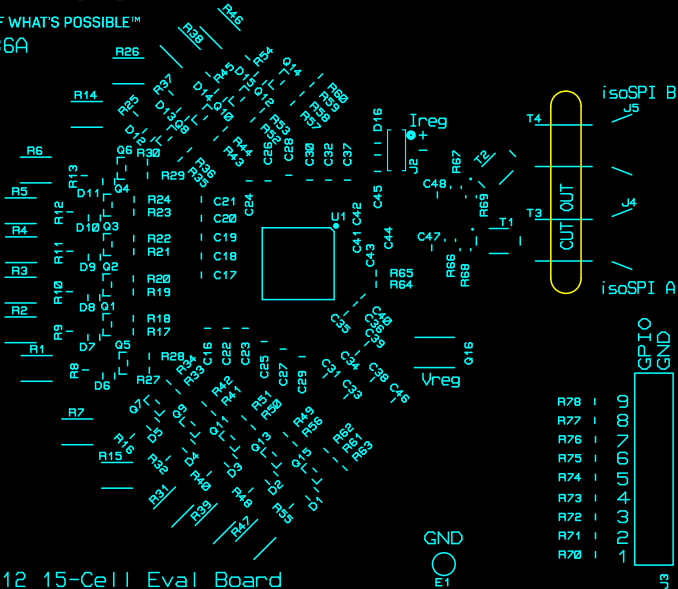 F WHAT'S POSSIBLE™
6A
R46
R38
R26
R54
Q14
R45
D15
R60
R37
D14
Q12
R59
R14
R25
D13
Q10
R58
D16
Ireg
isoSPI B
Q8
R53
R57
+
J5
D12
R52
T4
Q6
R44
C26
C28
C30
C32
C37
−
R6
R30
R43
J2
R67
T2
R13
R29
R36
R35
C48
Q4
D11
R5
R24
C21
C24
C45
R69
J4
R12
R23
C20
U1
C42
T1
T3
D10
Q3
R4
R22
C19
C41
C44
C47
CUT OUT
R11
R21
C18
C43
R66
R68
D9
Q2
R3
R20
C17
R65
isoSPI A
R10
R19
R64
D8
Q1
R2
R18
C40
R9
R17
C35
C36
GPIO
GND
D7
Q5
C39
R1
R28
C16
C22
C23
C25
C27
C29
C34
Q16
R8
R34
R33
C31
C38
Vreg
D6
R27
R42
C33
C46
R41
R78 9
Q7
Q9
R51
R50
R49
R77 8
R7
D5
Q11
R56
R62
R76 7
R16
Q13
R61
R63
R75 6
R15
R32
D4
D3
Q15
R74 5
R31
R40
D2
R73 4
R39
R48
D1
R72 3
R47
R55
R71 2
GND
R70 1
E1
J3
12 15-Cell Eval Board